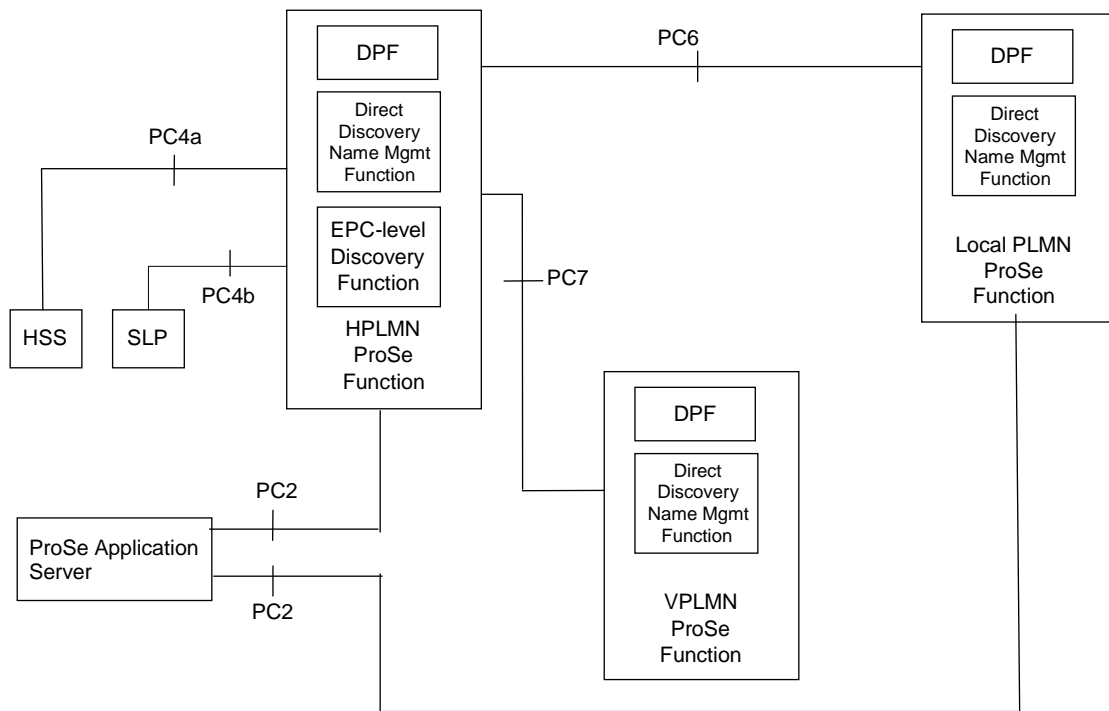 DPF
Direct
Discovery
Name Mgmt
Function
EPC-level
Discovery
Function
HPLMN
ProSe
Function
PC4a
PC4b
HSS
SLP
PC6
DPF
Direct
Discovery
Name Mgmt
Function
Local PLMN
ProSe
Function
PC7
DPF
Direct
Discovery
Name Mgmt
Function
VPLMN
ProSe
Function
PC2
ProSe Application
Server
PC2